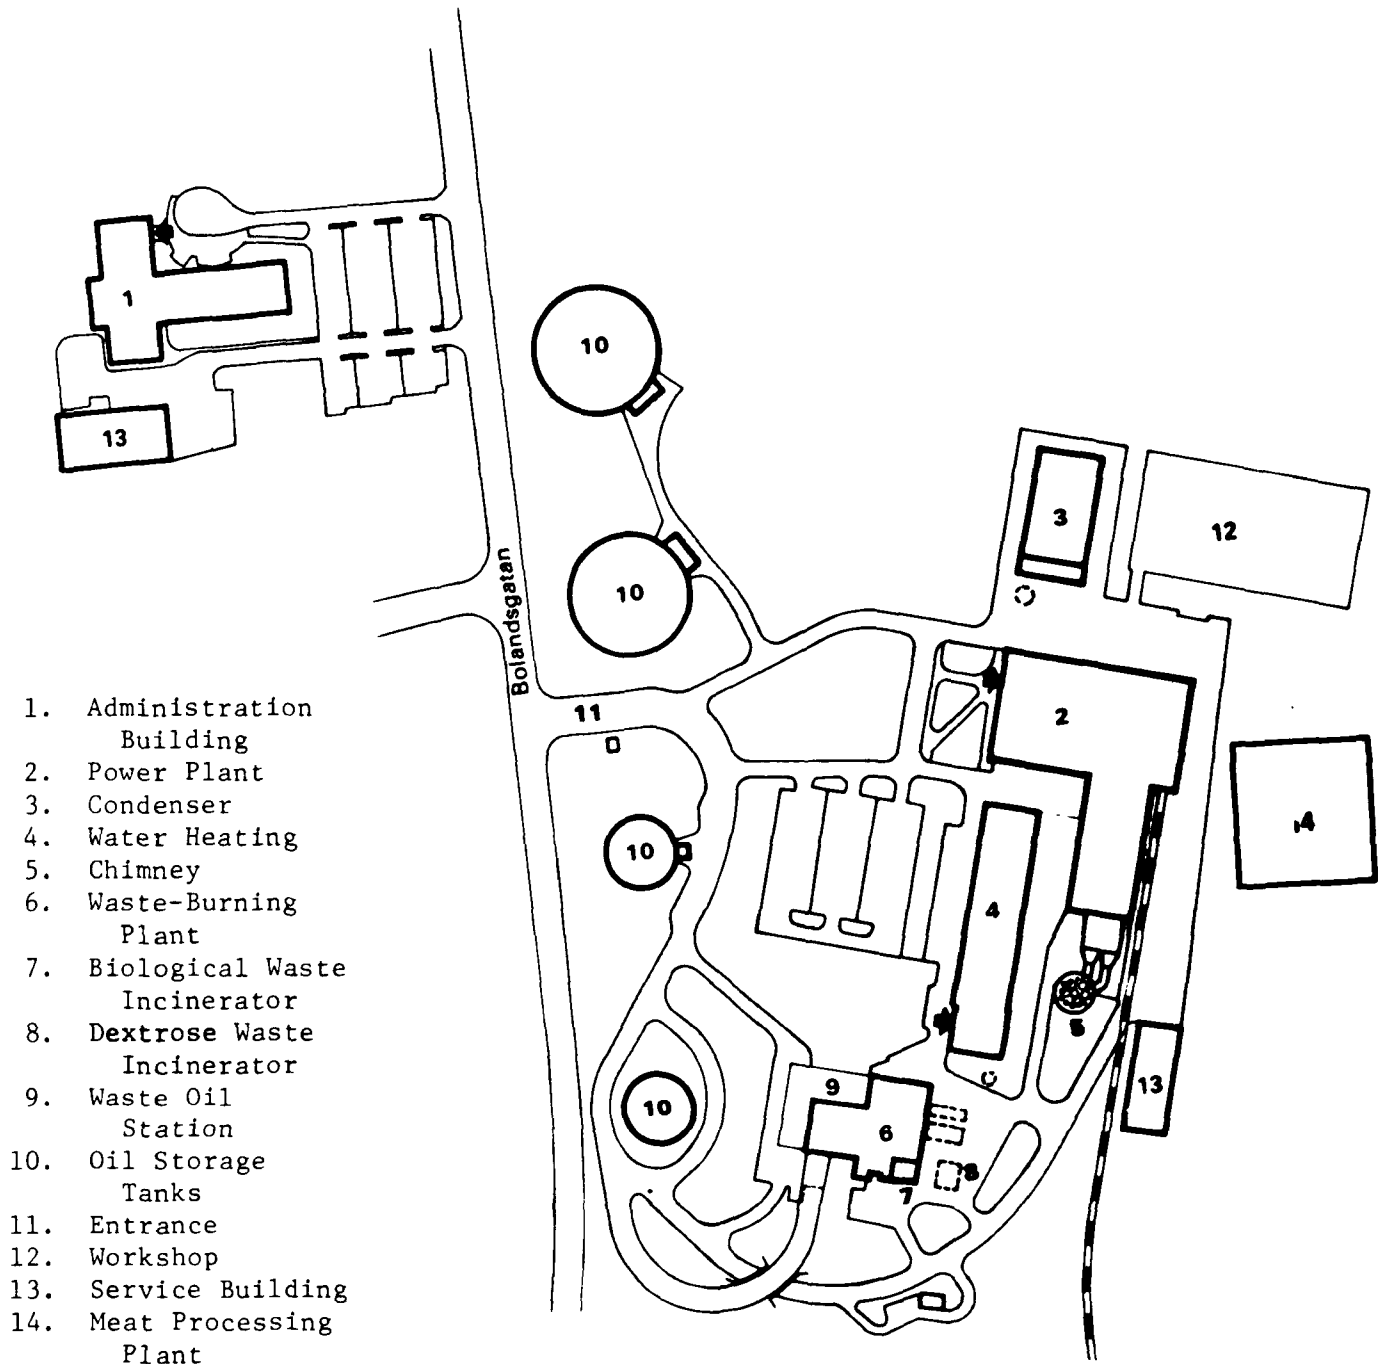 1
13
10
10
Bolandsgatan
11
10
10
3
12
2
14
4
5
13
9
6
8
7
1. Administration
Building
2. Power Plant
3. Condenser
4. Water Heating
5. Chimney
6. Waste-Burning
Plant
7. Biological Waste
Incinerator
8. Dextrose Waste
Incinerator
9. Waste Oil
Station
10. Oil Storage
Tanks
11. Entrance
12. Workshop
13. Service Building
14. Meat Processing
Plant